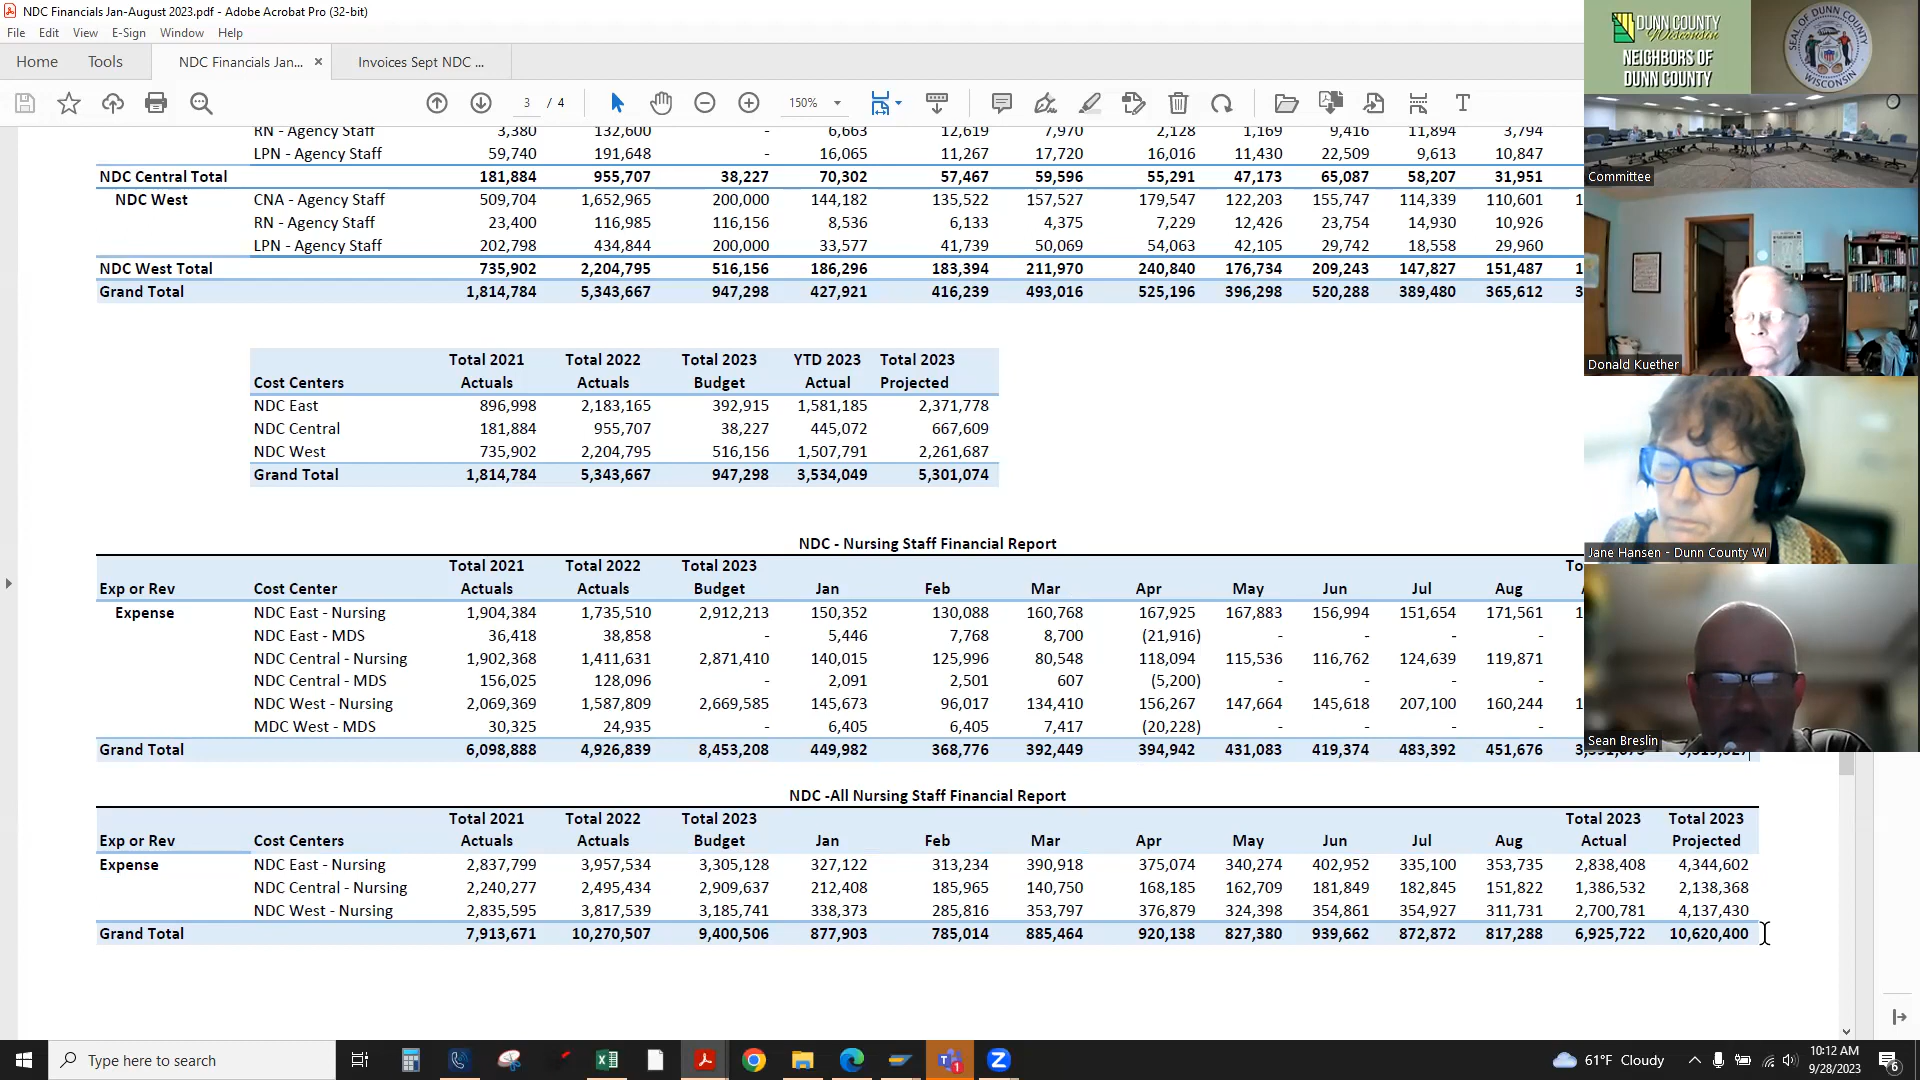 NDC Financials Jan-August 2023.pdf - Adobe Acrobat Pro (32-bit)
File Edit View E-Sign Window Help
Home Tools NDC Financials Jan... × Invoices Sept NDC ...
3 / 4 150%
RN - Agency Staff 3,380 132,600 - 6,663 12,619 7,970 2,128 1,169 9,416 11,894 3,794
LPN - Agency Staff 59,740 191,648 - 16,065 11,267 17,720 16,016 11,430 22,509 9,613 10,847
NDC Central Total 181,884 955,707 38,227 70,302 57,467 59,596 55,291 47,173 65,087 58,207 31,951
NDC West CNA - Agency Staff 509,704 1,652,965 200,000 144,182 135,522 157,527 179,547 122,203 155,747 114,339 110,601
RN - Agency Staff 23,400 116,985 116,156 8,536 6,133 4,375 7,229 12,426 23,754 14,930 10,926
LPN - Agency Staff 202,798 434,844 200,000 33,577 41,739 50,069 54,063 42,105 29,742 18,558 29,960
NDC West Total 735,902 2,204,795 516,156 186,296 183,394 211,970 240,840 176,734 209,243 147,827 151,487
Grand Total 1,814,784 5,343,667 947,298 427,921 416,239 493,016 525,196 396,298 520,288 389,480 365,612
Total 2021 Total 2022 Total 2023 YTD 2023 Total 2023
Cost Centers Actuals Actuals Budget Actual Projected
NDC East 896,998 2,183,165 392,915 1,581,185 2,371,778
NDC Central 181,884 955,707 38,227 445,072 667,609
NDC West 735,902 2,204,795 516,156 1,507,791 2,261,687
Grand Total 1,814,784 5,343,667 947,298 3,534,049 5,301,074
NDC - Nursing Staff Financial Report
Total 2021 Total 2022 Total 2023
Exp or Rev Cost Center Actuals Actuals Budget Jan Feb Mar Apr May Jun Jul Aug
Expense NDC East - Nursing 1,904,384 1,735,510 2,912,213 150,352 130,088 160,768 167,925 167,883 156,994 151,654 171,561
NDC East - MDS 36,418 38,858 - 5,446 7,768 8,700 (21,916) - - - -
NDC Central - Nursing 1,902,368 1,411,631 2,871,410 140,015 125,996 80,548 118,094 115,536 116,762 124,639 119,871
NDC Central - MDS 156,025 128,096 - 2,091 2,501 607 (5,200) - - - -
NDC West - Nursing 2,069,369 1,587,809 2,669,585 145,673 96,017 134,410 156,267 147,664 145,618 207,100 160,244
MDC West - MDS 30,325 24,935 - 6,405 6,405 7,417 (20,228) - - - -
Grand Total 6,098,888 4,926,839 8,453,208 449,982 368,776 392,449 394,942 431,083 419,374 483,392 451,676
NDC -All Nursing Staff Financial Report
Total 2021 Total 2022 Total 2023 Total 2023 Total 2023
Exp or Rev Cost Centers Actuals Actuals Budget Jan Feb Mar Apr May Jun Jul Aug Actual Projected
Expense NDC East - Nursing 2,837,799 3,957,534 3,305,128 327,122 313,234 390,918 375,074 340,274 402,952 335,100 353,735 2,838,408 4,344,602
NDC Central - Nursing 2,240,277 2,495,434 2,909,637 212,408 185,965 140,750 168,185 162,709 181,849 182,845 151,822 1,386,532 2,138,368
NDC West - Nursing 2,835,595 3,817,539 3,185,741 338,373 285,816 353,797 376,879 324,398 354,861 354,927 311,731 2,700,781 4,137,430
Grand Total 7,913,671 10,270,507 9,400,506 877,903 785,014 885,464 920,138 827,380 939,662 872,872 817,288 6,925,722 10,620,400
DUNN COUNTY
Wisconsin
NEIGHBORS OF
DUNN COUNTY
SEAL OF DUNN COUNTY
WISCONSIN
Committee
Donald Kuether
Jane Hansen - Dunn County WI
Sean Breslin
Type here to search
61°F Cloudy
10:12 AM
9/28/2023
6
1